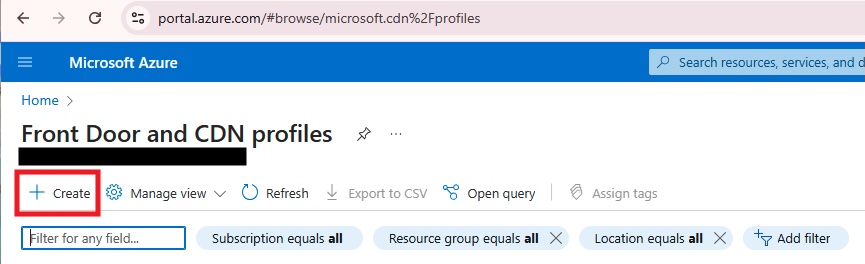 portal.azure.com/#browse/microsoft.cdn%2Fprofiles
Microsoft Azure
Search resources, services, and d
Home >
Front Door and CDN profiles ...
+ Create Manage view Refresh Export to CSV Open query Assign tags
Filter for any field... Subscription equals all Resource group equals all × Location equals all × Add filter